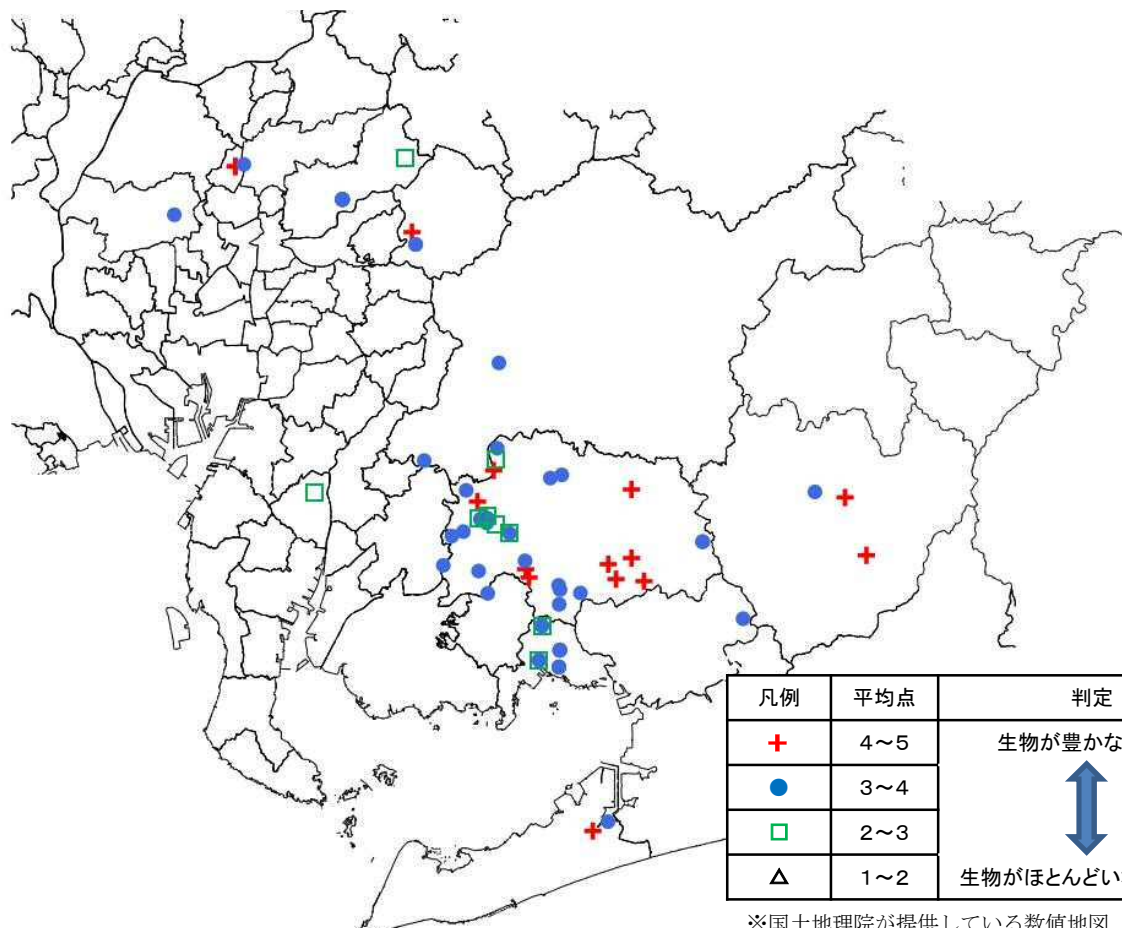 凡例 平均点 判定
＋ 4～5 生物が豊かな
● 3～4
□ 2～3
△ 1～2 生物がほとんどい
※国土地理院が提供している数値地図